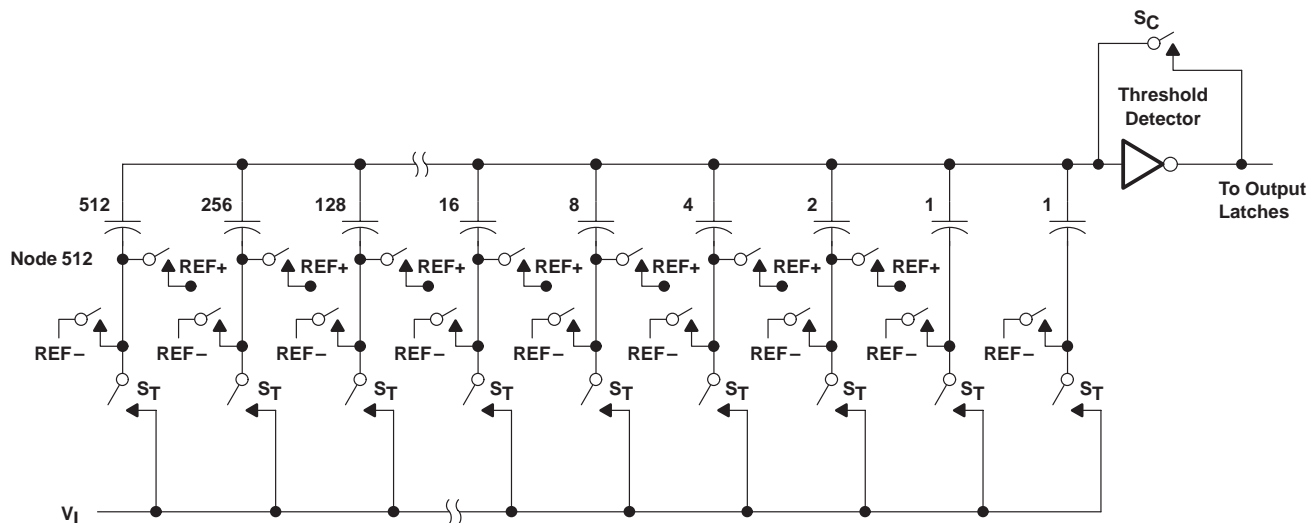 SC
Threshold
Detector
To Output
Latches
512 256 128 16 8 4 2 1 1
Node 512 REF+ REF+ REF+ REF+ REF+ REF+ REF+
REF− REF− REF− REF− REF− REF− REF− REF− REF−
ST ST ST ST ST ST ST ST ST
VI